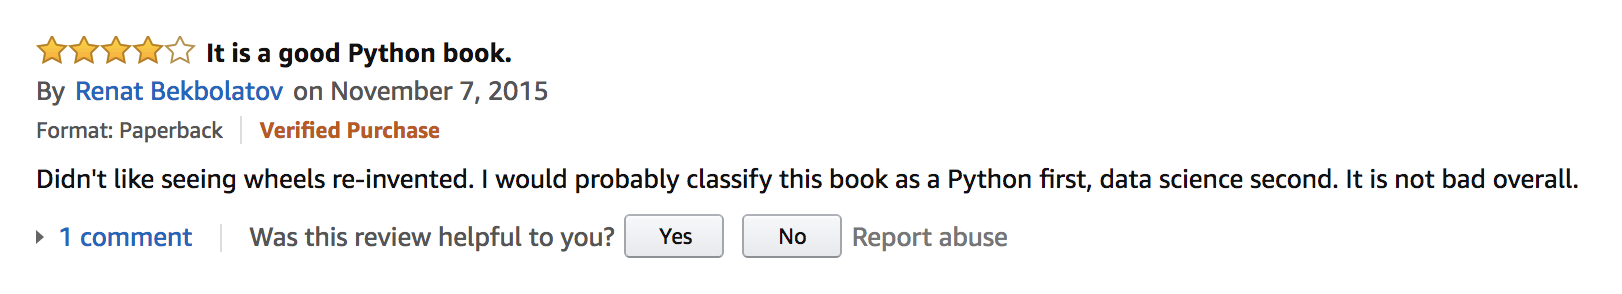 It is a good Python book.
By Renat Bekbolatov on November 7, 2015
Format: Paperback Verified Purchase
Didn't like seeing wheels re-invented. I would probably classify this book as a Python first, data science second. It is not bad overall.
1 comment Was this review helpful to you? Yes No Report abuse